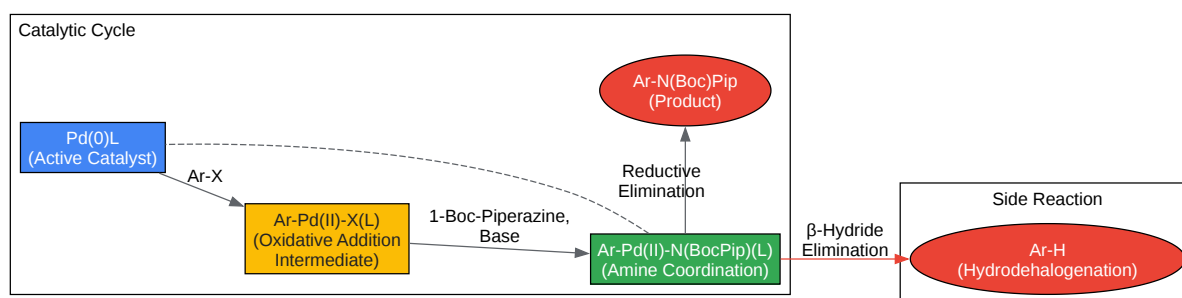 Catalytic Cycle
Ar-N(Boc)Pip
(Product)
Pd(0)L
(Active Catalyst)
Ar-X
Reductive
Elimination
Side Reaction
Ar-Pd(II)-X(L)
(Oxidative Addition
Intermediate)
1-Boc-Piperazine,
Base
Ar-Pd(II)-N(BocPip)(L)
(Amine Coordination)
β-Hydride
Elimination
Ar-H
(Hydrodehalogenation)